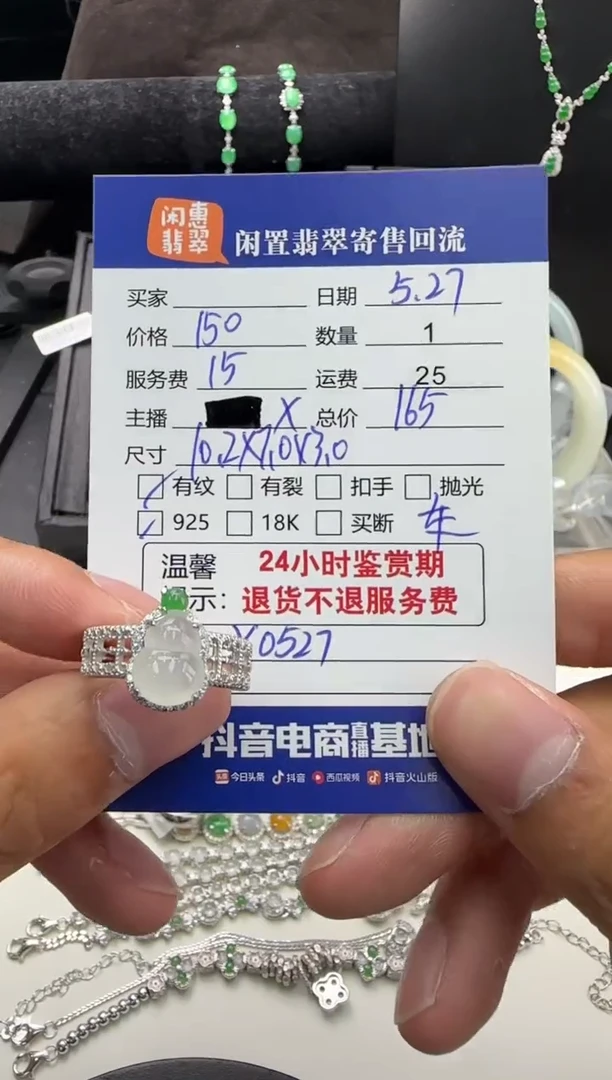 闲惠
翡翠
闲置翡翠寄售回流
买家 日期 5.27
价格 150 数量 1
服务费 15 运费 25
主播 X 总价 165
尺寸 10.2X7.0X3.0
有纹 有裂 扣手 抛光
925 18K 买断 车
温馨 24小时鉴赏期
示: 退货不退服务费
Y0527
抖音电商直播基地
头条 今日头条 抖音 西瓜视频 抖音火山版